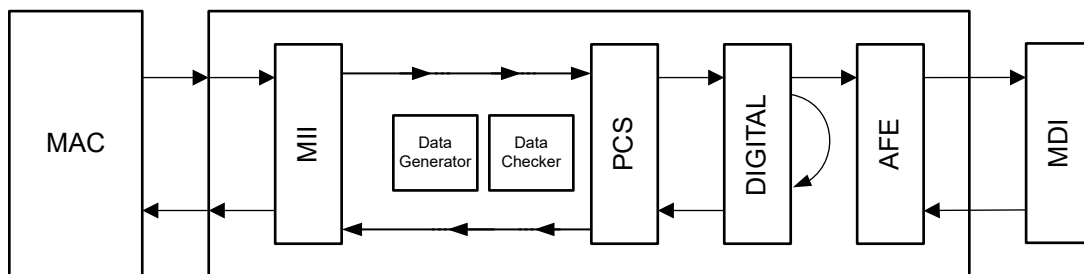 MAC
MII
Data
Generator
Data
Checker
PCS
DIGITAL
AFE
MDI